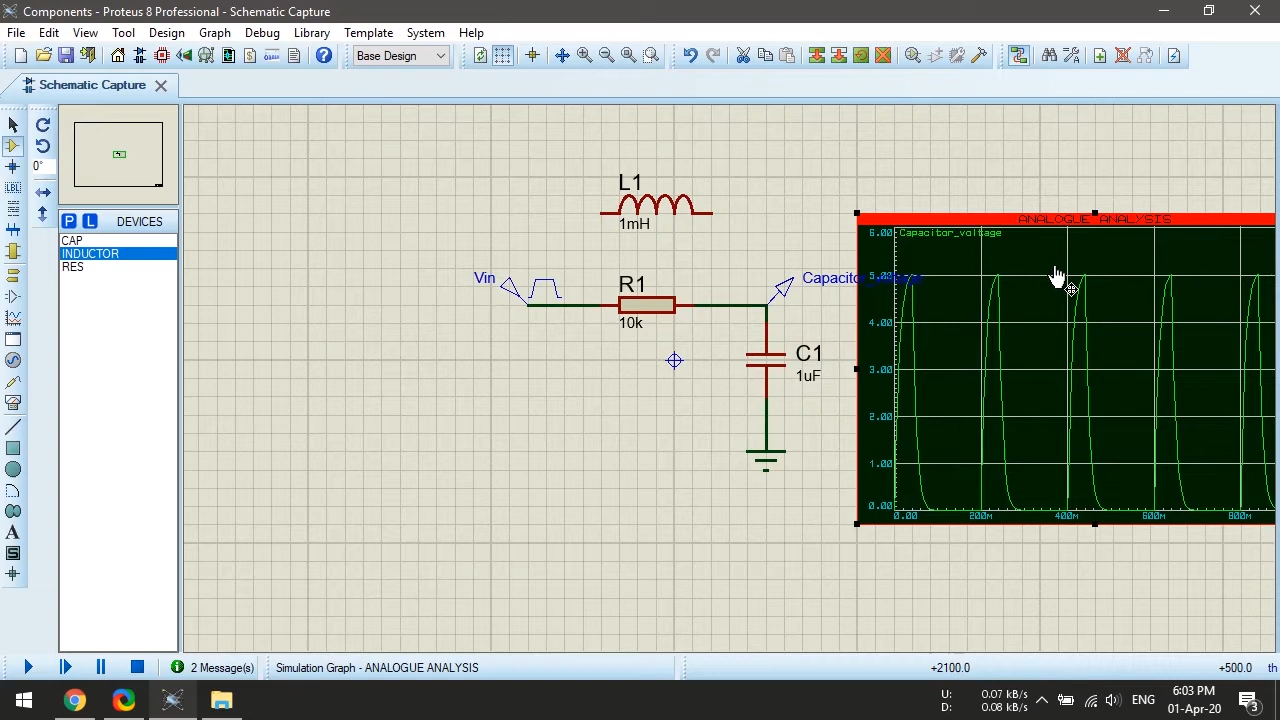 Components - Proteus 8 Professional - Schematic Capture
File Edit View Tool Design Graph Debug Library Template System Help
Base Design
Schematic Capture
0°
LBL
P L DEVICES
CAP
INDUCTOR
RES
L1
1mH
Vin
R1
10k
Capacitor_
C1
1uF
ANALOGUE ANALYSIS
Capacitor_voltage
6.00
5.00
4.00
3.00
2.00
1.00
0.00
0.00 200m 400m 600m 800m
A
S
2 Message(s) Simulation Graph - ANALOGUE ANALYSIS +2100.0 +500.0 th
U: 0.07 kB/s
D: 0.08 kB/s
ENG
6:03 PM
01-Apr-20
3